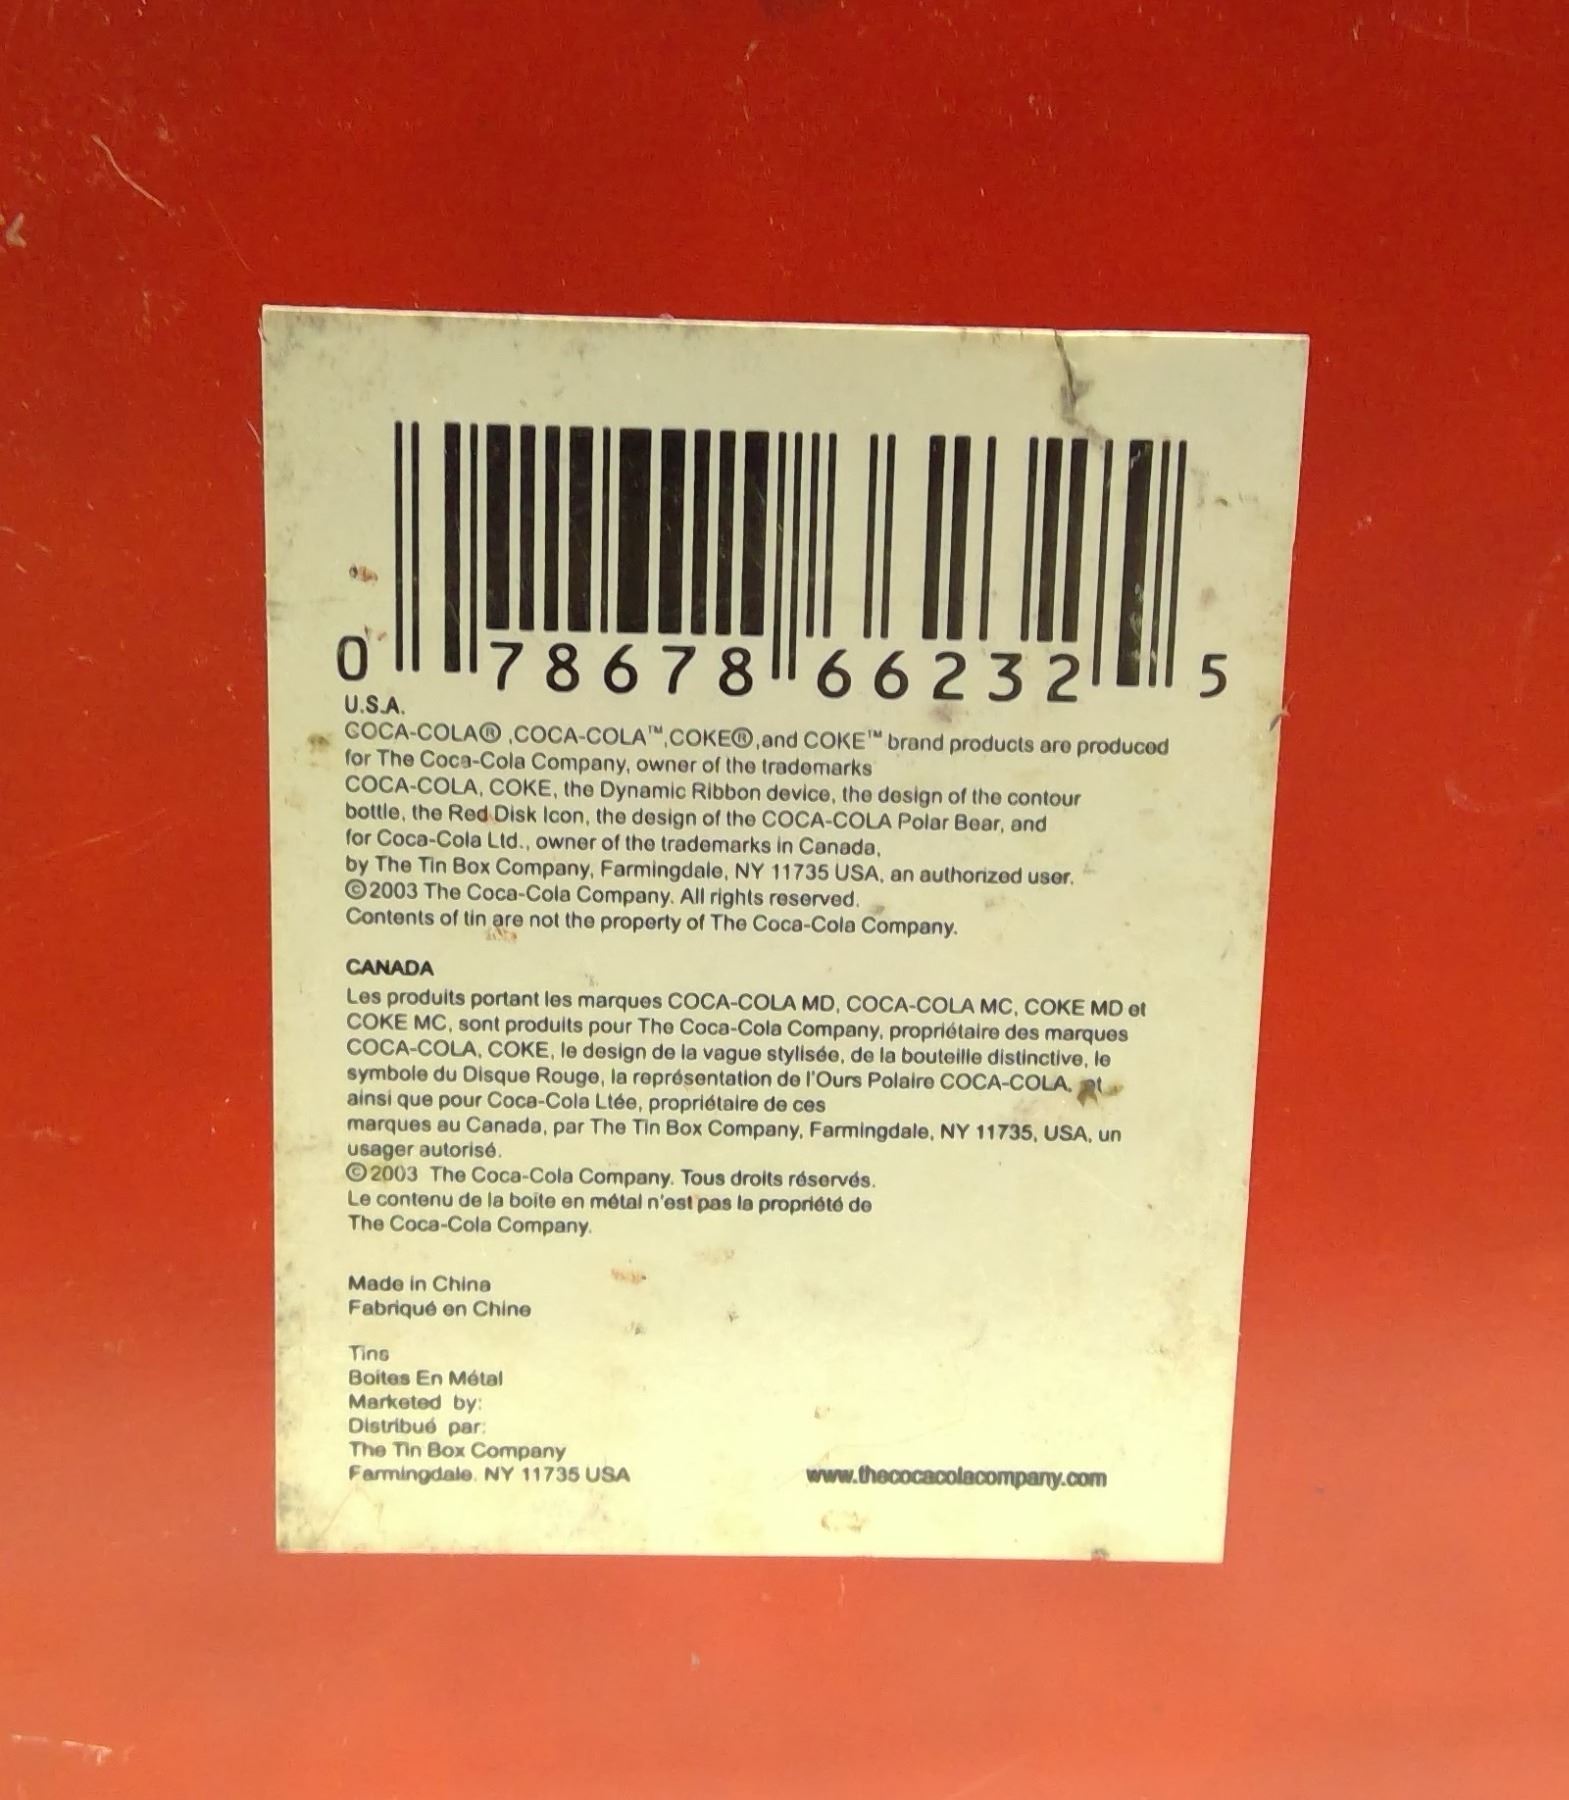 0 78678 66232 5
U.S.A.
COCA-COLA® ,COCA-COLA™,COKE®,and COKE™ brand products are produced
for The Coca-Cola Company, owner of the trademarks
COCA-COLA, COKE, the Dynamic Ribbon device, the design of the contour
bottle, the Red Disk Icon, the design of the COCA-COLA Polar Bear, and
for Coca-Cola Ltd., owner of the trademarks in Canada,
by The Tin Box Company, Farmingdale, NY 11735 USA, an authorized user.
©2003 The Coca-Cola Company. All rights reserved.
Contents of tin are not the property of The Coca-Cola Company.
CANADA
Les produits portant les marques COCA-COLA MD, COCA-COLA MC, COKE MD et
COKE MC, sont produits pour The Coca-Cola Company, propriétaire des marques
COCA-COLA, COKE, le design de la vague stylisée, de la bouteille distinctive, le
symbole du Disque Rouge, la représentation de l'Ours Polaire COCA-COLA, et
ainsi que pour Coca-Cola Ltée, propriétaire de ces
marques au Canada, par The Tin Box Company, Farmingdale, NY 11735, USA, un
usager autorisé.
©2003 The Coca-Cola Company. Tous droits réservés.
Le contenu de la boîte en métal n'est pas la propriété de
The Coca-Cola Company.
Made in China
Fabriqué en Chine
Tins
Boîtes En Métal
Marketed by:
Distribué par:
The Tin Box Company
Farmingdale, NY 11735 USA
www.thecocacolacompany.com